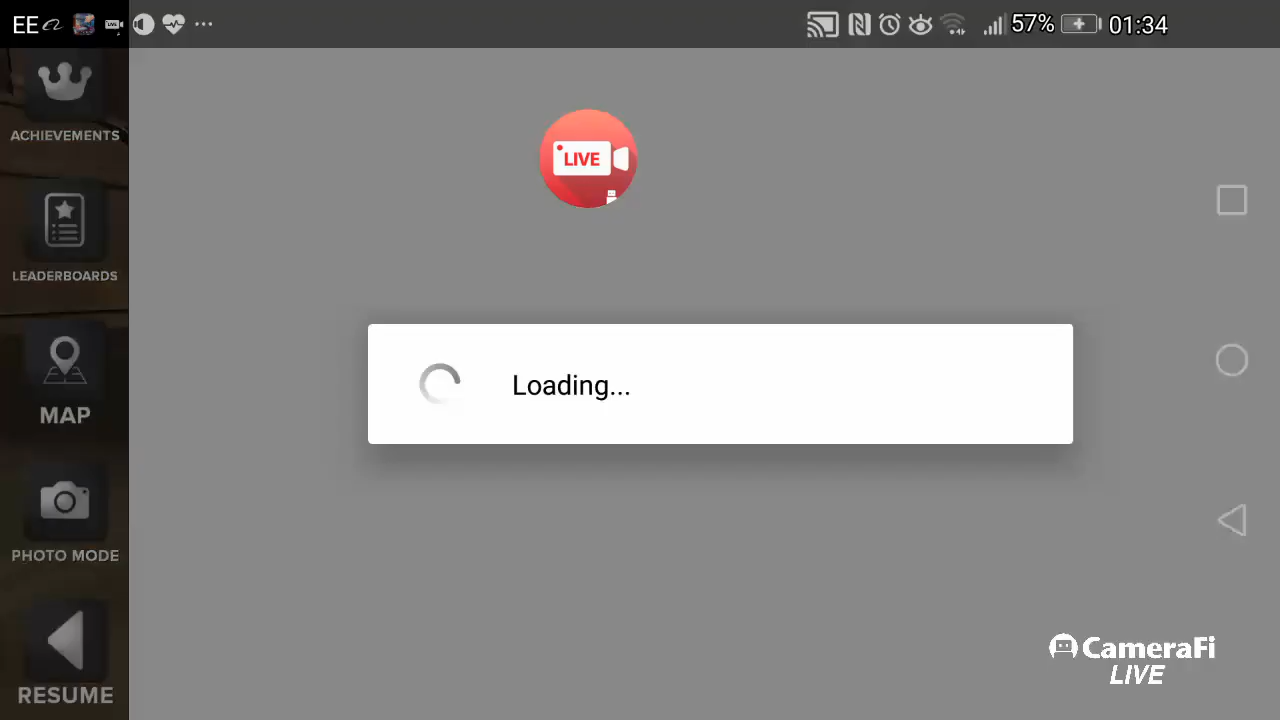 EE 57% 01:34
ACHIEVEMENTS
LIVE
LEADERBOARDS
MAP
Loading...
PHOTO MODE
RESUME
CameraFi
LIVE